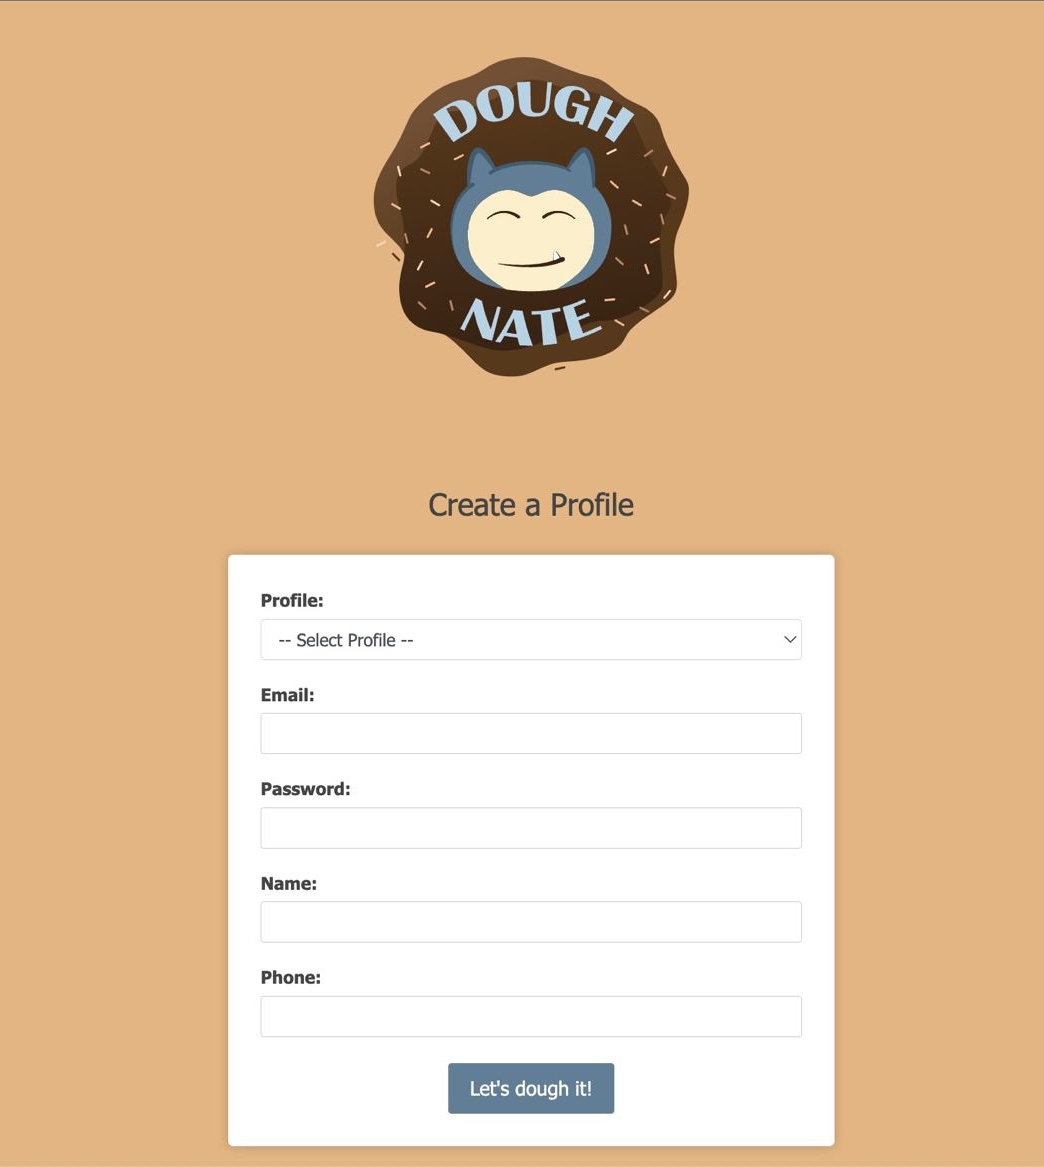 DOUGH
NATE
Create a Profile
Profile:
-- Select Profile --
Email:
Password:
Name:
Phone:
Let's dough it!